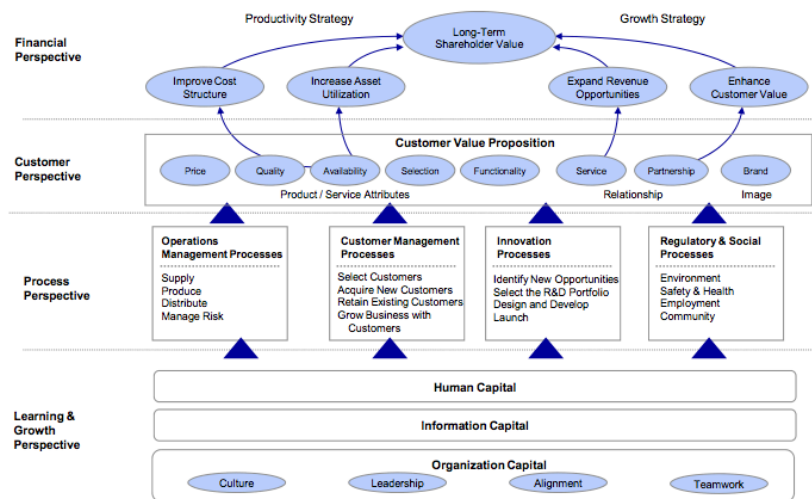 Productivity Strategy
Growth Strategy
Long-Term
Shareholder Value
Financial
Perspective
Improve Cost
Structure
Increase Asset
Utilization
Expand Revenue
Opportunities
Enhance
Customer Value
Customer Value Proposition
Customer
Perspective
Price
Quality
Availability
Selection
Functionality
Service
Partnership
Brand
Product / Service Attributes
Relationship
Image
Process
Perspective
Operations
Management Processes
Supply
Produce
Distribute
Manage Risk
Customer Management
Processes
Select Customers
Acquire New Customers
Retain Existing Customers
Grow Business with
Customers
Innovation
Processes
Identify New Opportunities
Select the R&D Portfolio
Design and Develop
Launch
Regulatory & Social
Processes
Environment
Safety & Health
Employment
Community
Learning &
Growth
Perspective
Human Capital
Information Capital
Organization Capital
Culture
Leadership
Alignment
Teamwork